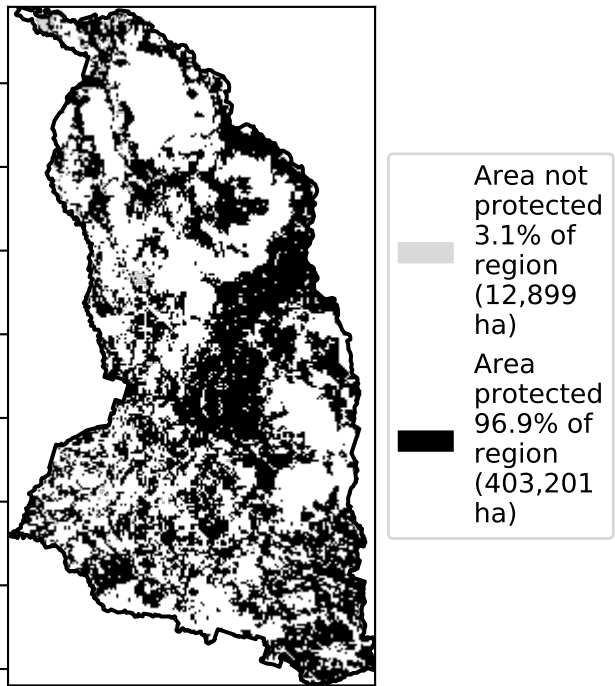 Area not
protected
3.1% of
region
(12,899
ha)
Area
protected
96.9% of
region
(403,201
ha)